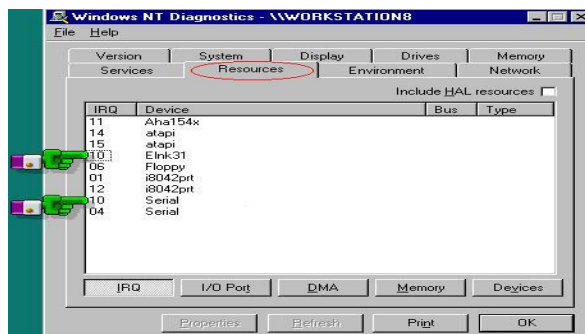 Windows NT Diagnostics - \\WORKSTATION8
File Help
Version System Display Drives Memory
Services Resources Environment Network
Include HAL resources
IRQ Device Bus Type
11 Aha154x
14 atapi
15 atapi
10 Elnk31
06 Floppy
01 i8042prt
12 i8042prt
10 Serial
04 Serial
IRQ I/O Port DMA Memory Devices
Properties Refresh Print OK